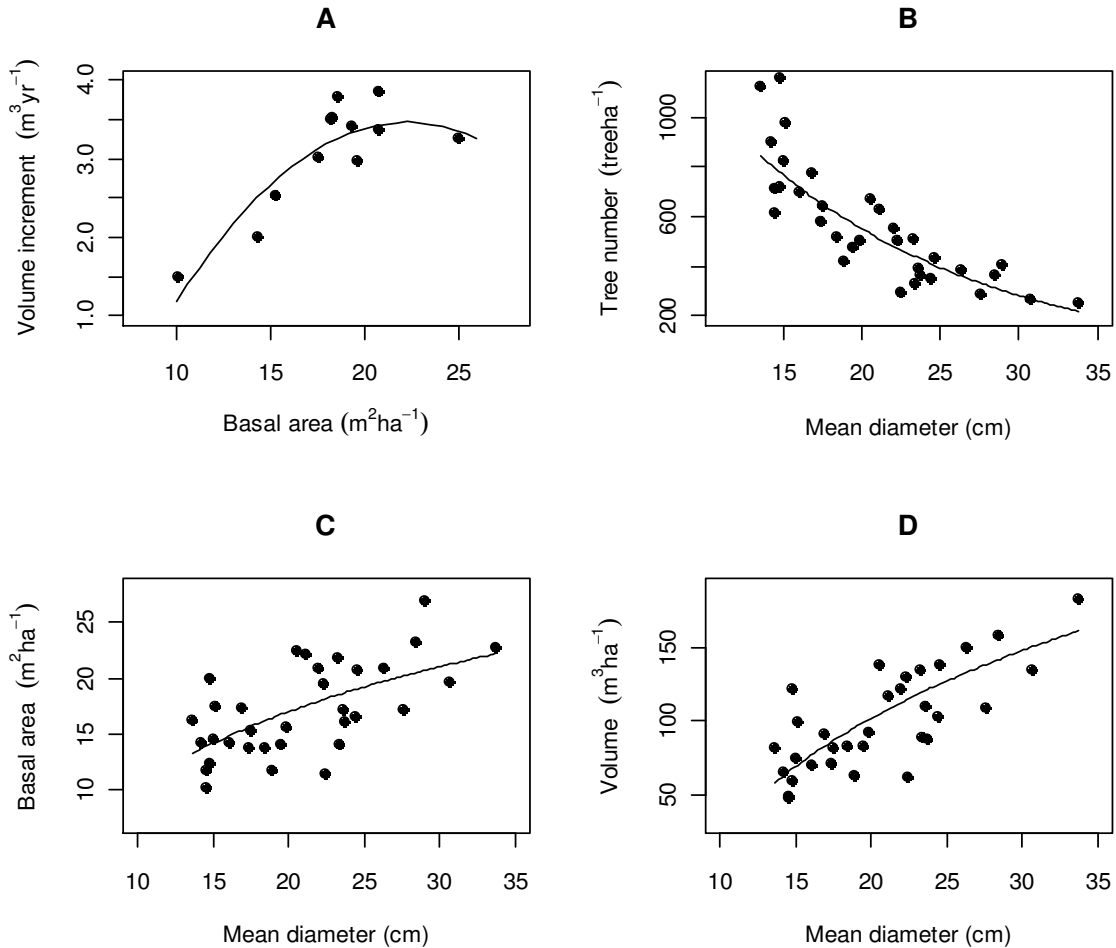 A
Volume increment (m³yr⁻¹)
4.0
3.0
2.0
1.0
10 15 20 25
Basal area (m²ha⁻¹)
B
Tree number (treeha⁻¹)
1000
600
200
15 20 25 30 35
Mean diameter (cm)
C
Basal area (m²ha⁻¹)
25
20
15
10
10 15 20 25 30 35
Mean diameter (cm)
D
Volume (m³ha⁻¹)
150
100
50
10 15 20 25 30 35
Mean diameter (cm)